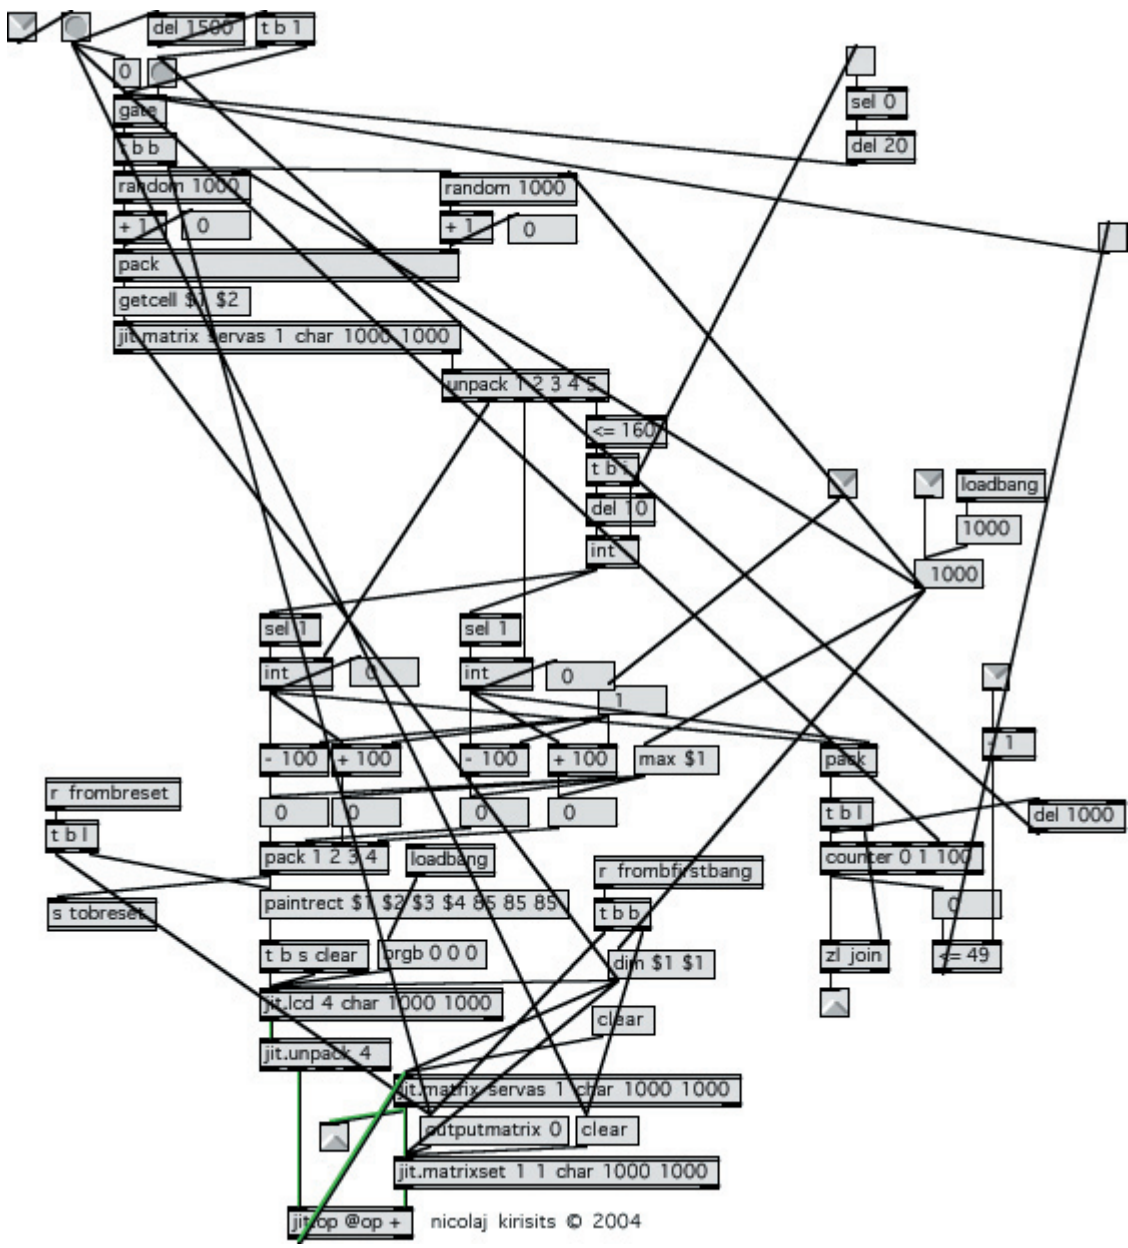 del 1500
t b 1
0
gate
t b b
sel 0
del 20
random 1000
random 1000
+ 1
0
+ 1
0
pack
getcell $1 $2
jit.matrix servas 1 char 1000 1000
unpack 1 2 3 4 5
<= 160
t b i
del 10
int
loadbang
1000
1000
sel 1
sel 1
int
0
int
0
1
- 100
+ 100
- 100
+ 100
max $1
pack
- 1
r frombreset
0
0
0
0
t b l
t b l
del 1000
pack 1 2 3 4
loadbang
r frombfirstbang
counter 0 1 100
s tobreset
paintrect $1 $2 $3 $4 85 85 85
t b b
0
t b s clear
brgb 0 0 0
dim $1 $1
zl join
<= 49
jit.lcd 4 char 1000 1000
clear
jit.unpack 4
jit.matrix servas 1 char 1000 1000
outputmatrix 0
clear
jit.matrixset 1 1 char 1000 1000
jit.op @op +
nicolaj kirisits © 2004